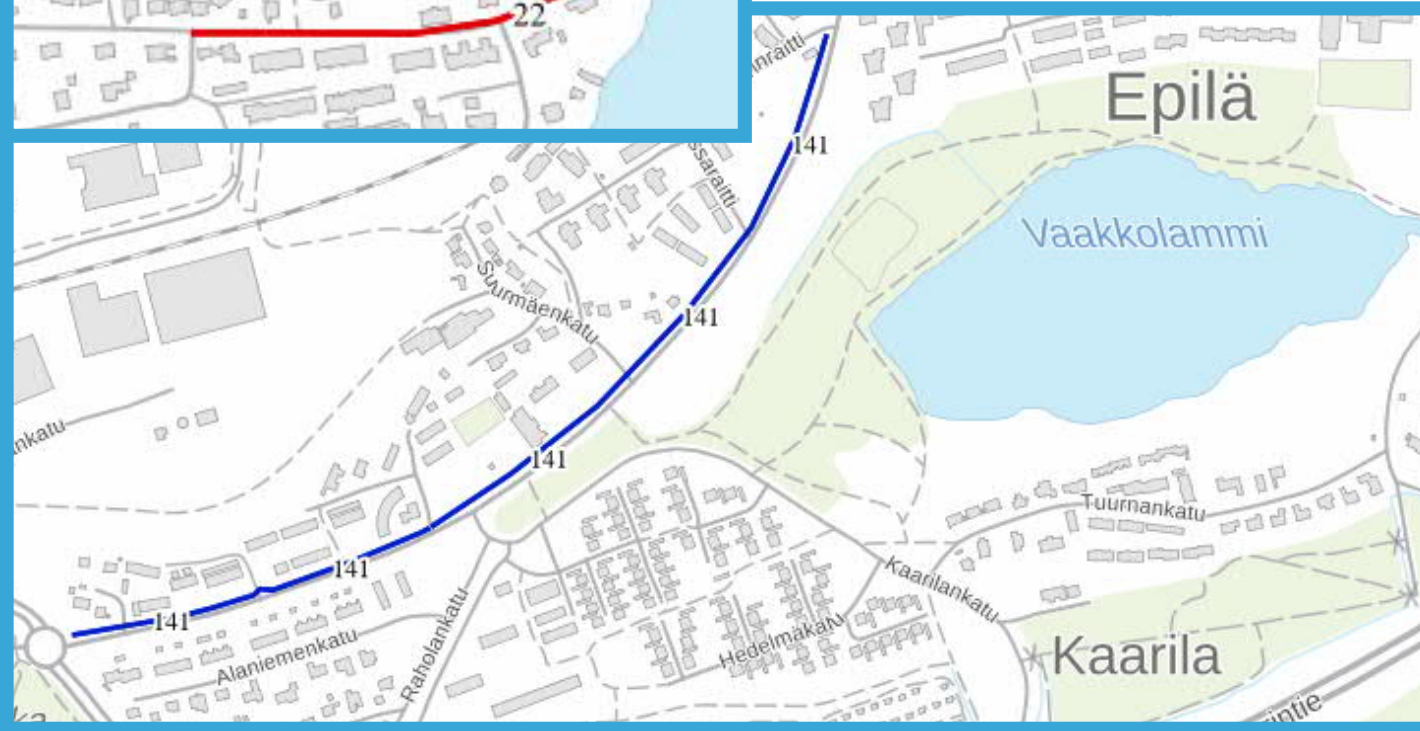 22
Epilä
141
Vaakkolammi
Suurmäenkatu
141
141
Tuurnankatu
141
Kaarilankatu
141
Hedelmäkatu
Alaniemenkatu
Raholankatu
Kaarila